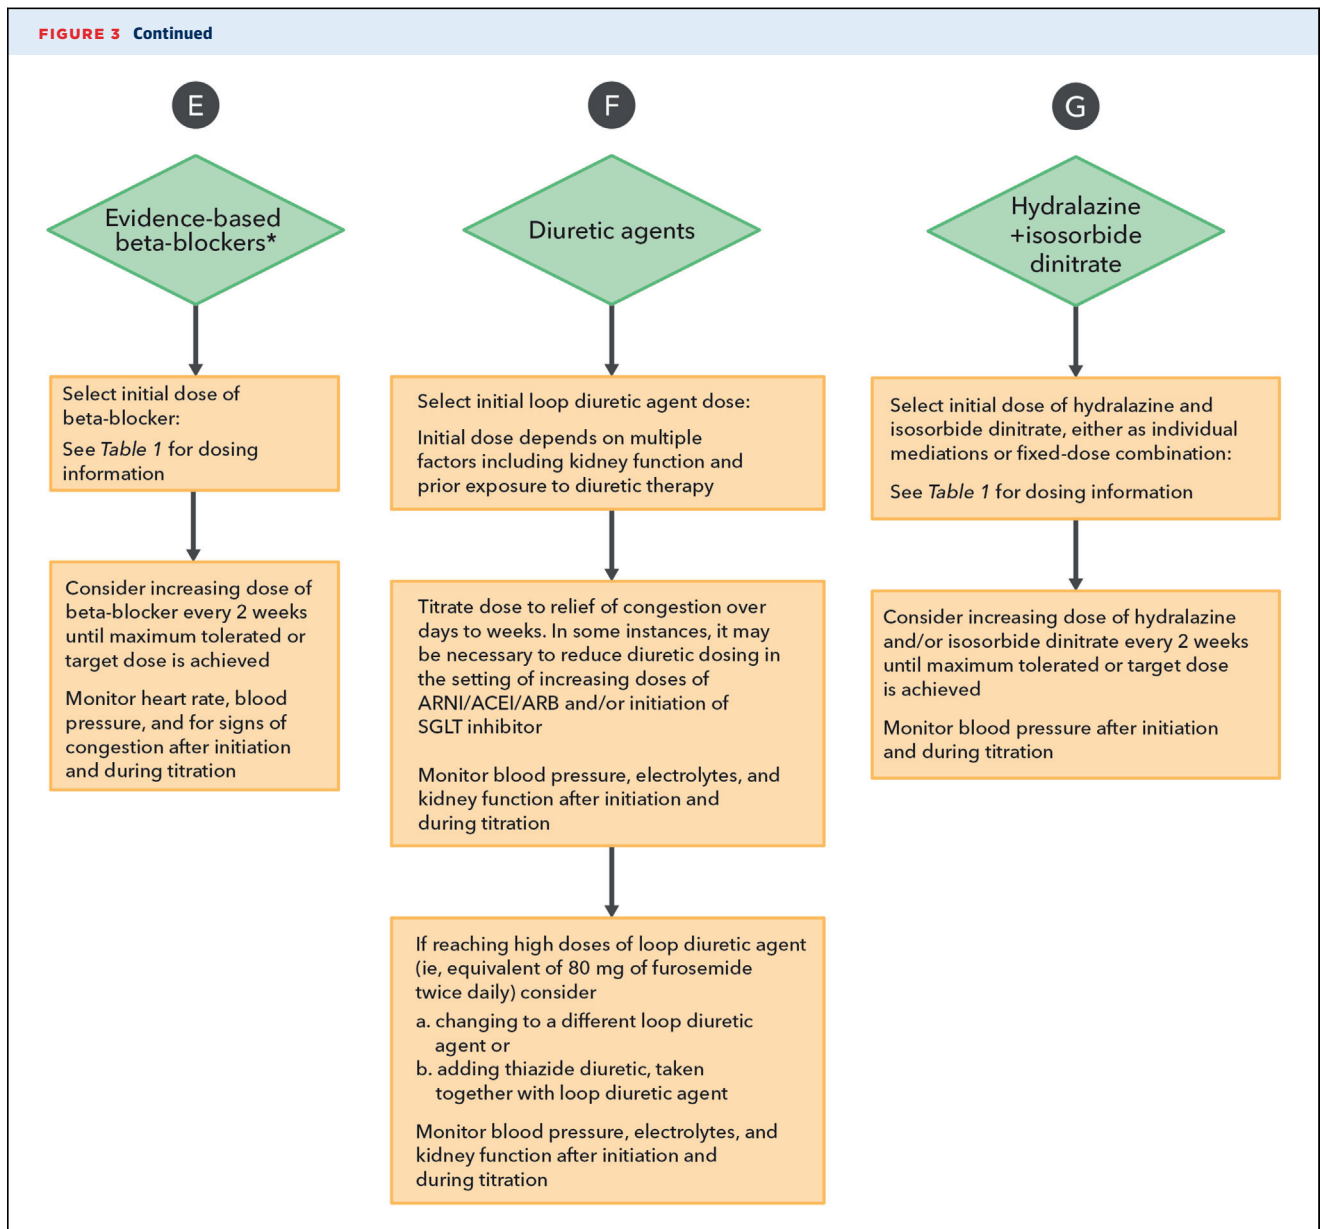 FIGURE 3 Continued
E
Evidence-based
beta-blockers*
Select initial dose of
beta-blocker:
See Table 1 for dosing
information
Consider increasing dose of
beta-blocker every 2 weeks
until maximum tolerated or
target dose is achieved
Monitor heart rate, blood
pressure, and for signs of
congestion after initiation
and during titration
F
Diuretic agents
Select initial loop diuretic agent dose:
Initial dose depends on multiple
factors including kidney function and
prior exposure to diuretic therapy
Titrate dose to relief of congestion over
days to weeks. In some instances, it may
be necessary to reduce diuretic dosing in
the setting of increasing doses of
ARNI/ACEI/ARB and/or initiation of
SGLT inhibitor
Monitor blood pressure, electrolytes, and
kidney function after initiation and
during titration
If reaching high doses of loop diuretic agent
(ie, equivalent of 80 mg of furosemide
twice daily) consider
a. changing to a different loop diuretic
agent or
b. adding thiazide diuretic, taken
together with loop diuretic agent
Monitor blood pressure, electrolytes, and
kidney function after initiation and
during titration
G
Hydralazine
+isosorbide
dinitrate
Select initial dose of hydralazine and
isosorbide dinitrate, either as individual
mediations or fixed-dose combination:
See Table 1 for dosing information
Consider increasing dose of hydralazine
and/or isosorbide dinitrate every 2 weeks
until maximum tolerated or target dose
is achieved
Monitor blood pressure after initiation
and during titration